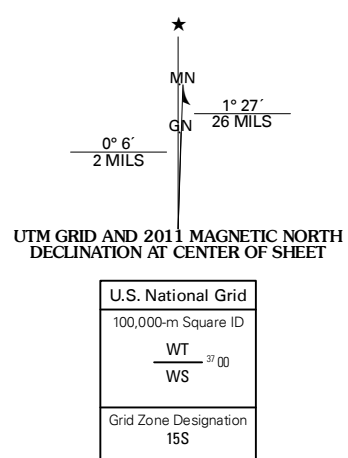 ★
MN
1° 27´
26 MILS
GN
0° 6´
2 MILS
UTM GRID AND 2011 MAGNETIC NORTH
DECLINATION AT CENTER OF SHEET
U.S. National Grid
100,000-m Square ID
WT
37 00
WS
Grid Zone Designation
15S